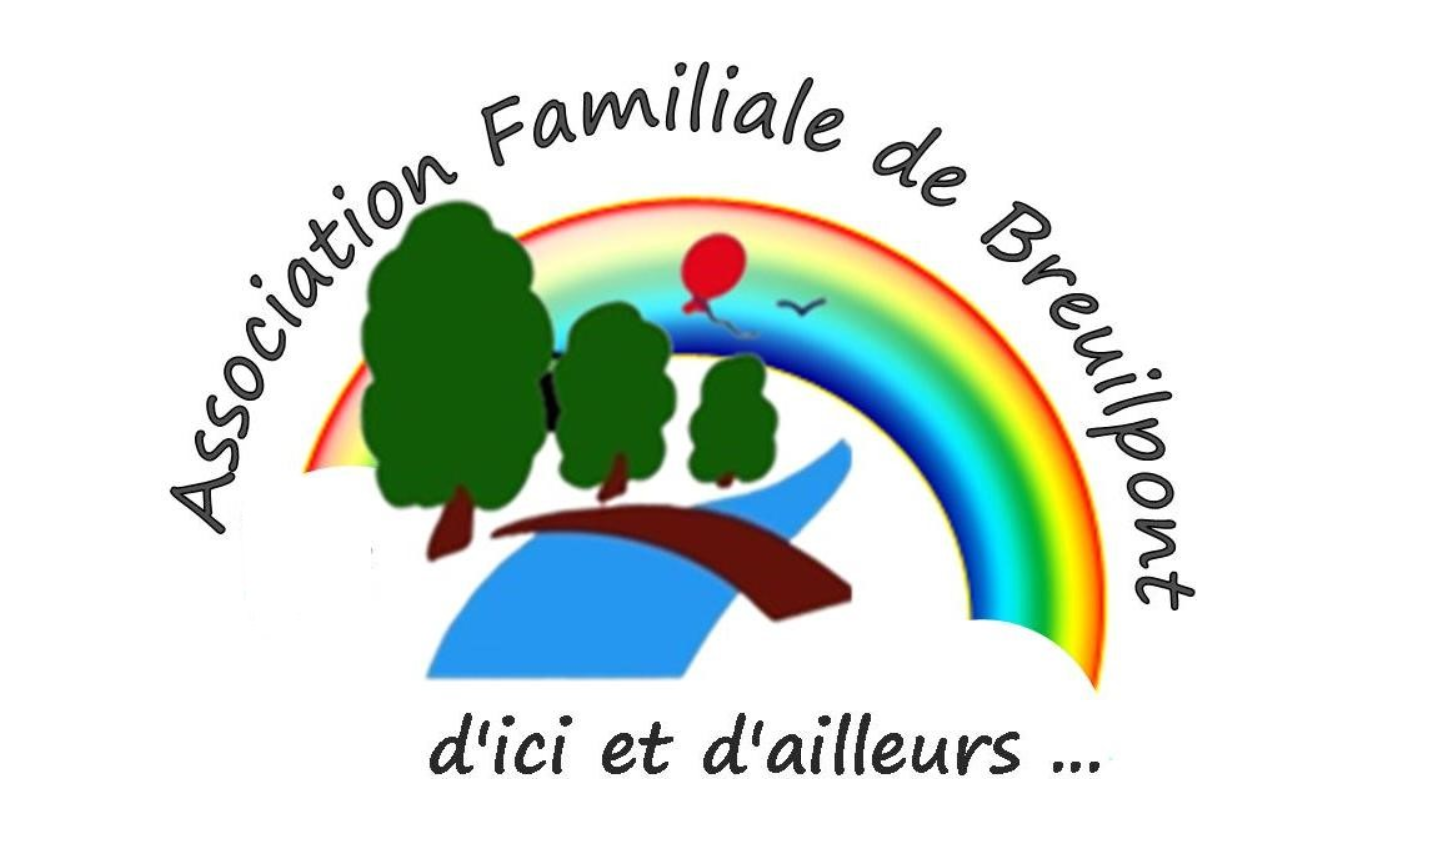 Association Familiale de Breuilpont
d'ici et d'ailleurs ...